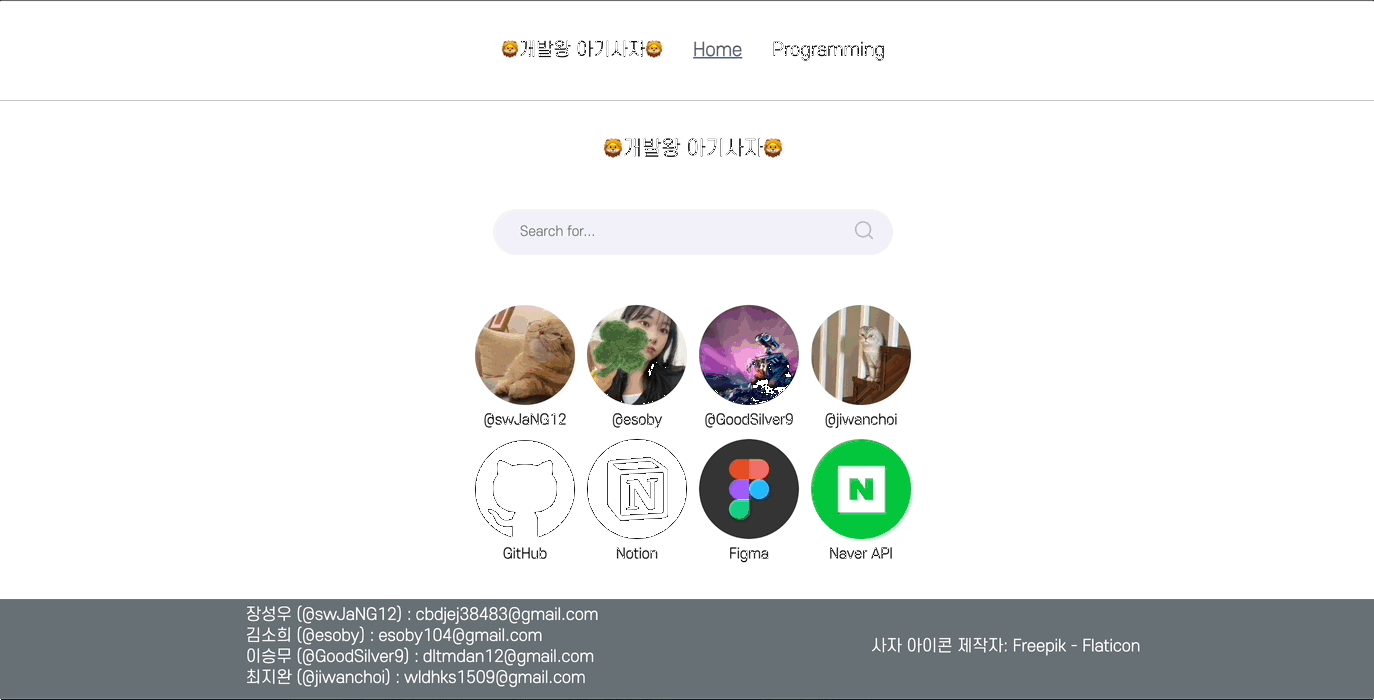 🦁개발왕 아기사자🦁 Home Programming
🦁개발왕 아기사자🦁
Search for...
@swJaNG12 @esoby @GoodSilver9 @jiwanchoi
N N
GitHub Notion Figma Naver API
장성우 (@swJaNG12) : cbdjej38483@gmail.com
김소희 (@esoby) : esoby104@gmail.com
이승무 (@GoodSilver9) : dltmdan12@gmail.com
최지완 (@jiwanchoi) : wldhks1509@gmail.com
사자 아이콘 제작자: Freepik - Flaticon